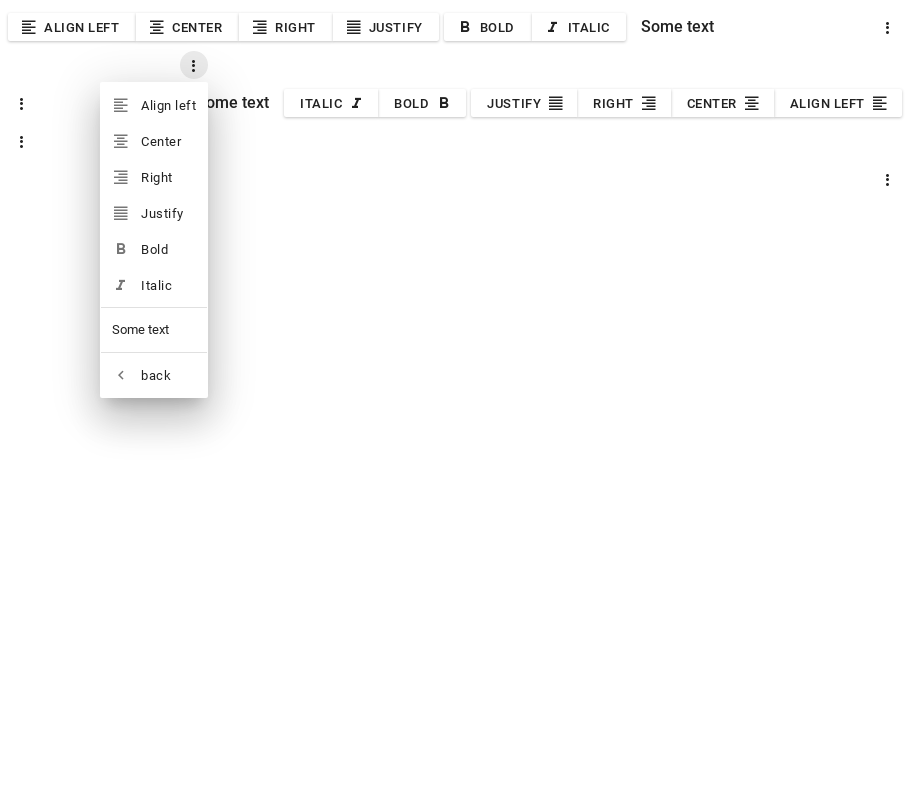 ALIGN LEFT CENTER RIGHT JUSTIFY BOLD ITALIC Some text
Align left
ome text ITALIC BOLD JUSTIFY RIGHT CENTER ALIGN LEFT
Center
Right
Justify
Bold
Italic
Some text
back